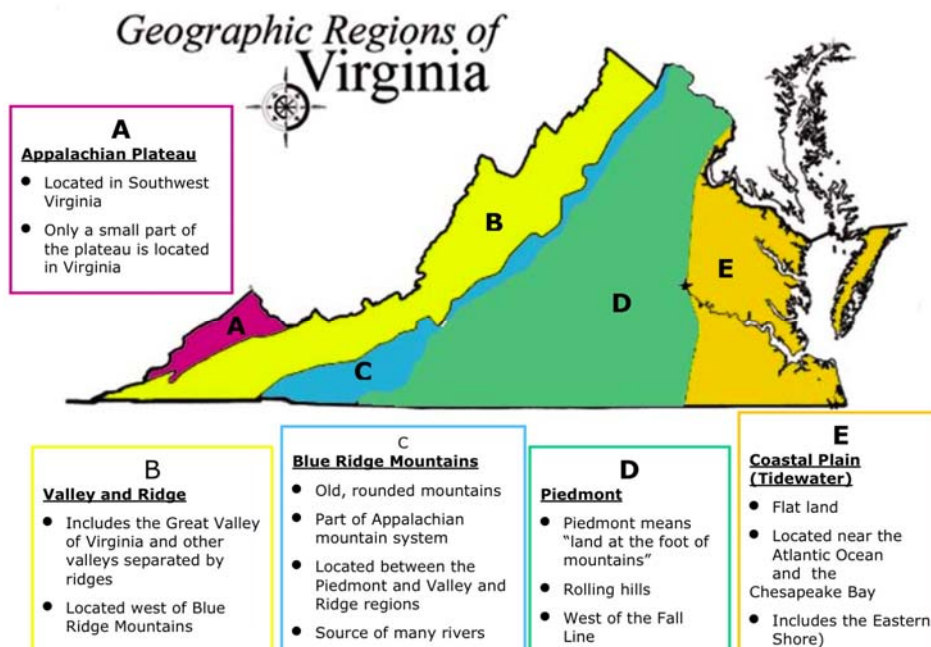 Geographic Regions of
Virginia
A
Appalachian Plateau
● Located in Southwest
Virginia
● Only a small part of
the plateau is located
in Virginia
A
B
C
D
E
B
Valley and Ridge
● Includes the Great Valley
of Virginia and other
valleys separated by
ridges
● Located west of Blue
Ridge Mountains
C
Blue Ridge Mountains
● Old, rounded mountains
● Part of Appalachian
mountain system
● Located between the
Piedmont and Valley and
Ridge regions
● Source of many rivers
D
Piedmont
● Piedmont means
“land at the foot of
mountains”
● Rolling hills
● West of the Fall
Line
E
Coastal Plain
(Tidewater)
● Flat land
● Located near the
Atlantic Ocean
and the
Chesapeake Bay
● Includes the Eastern
Shore)